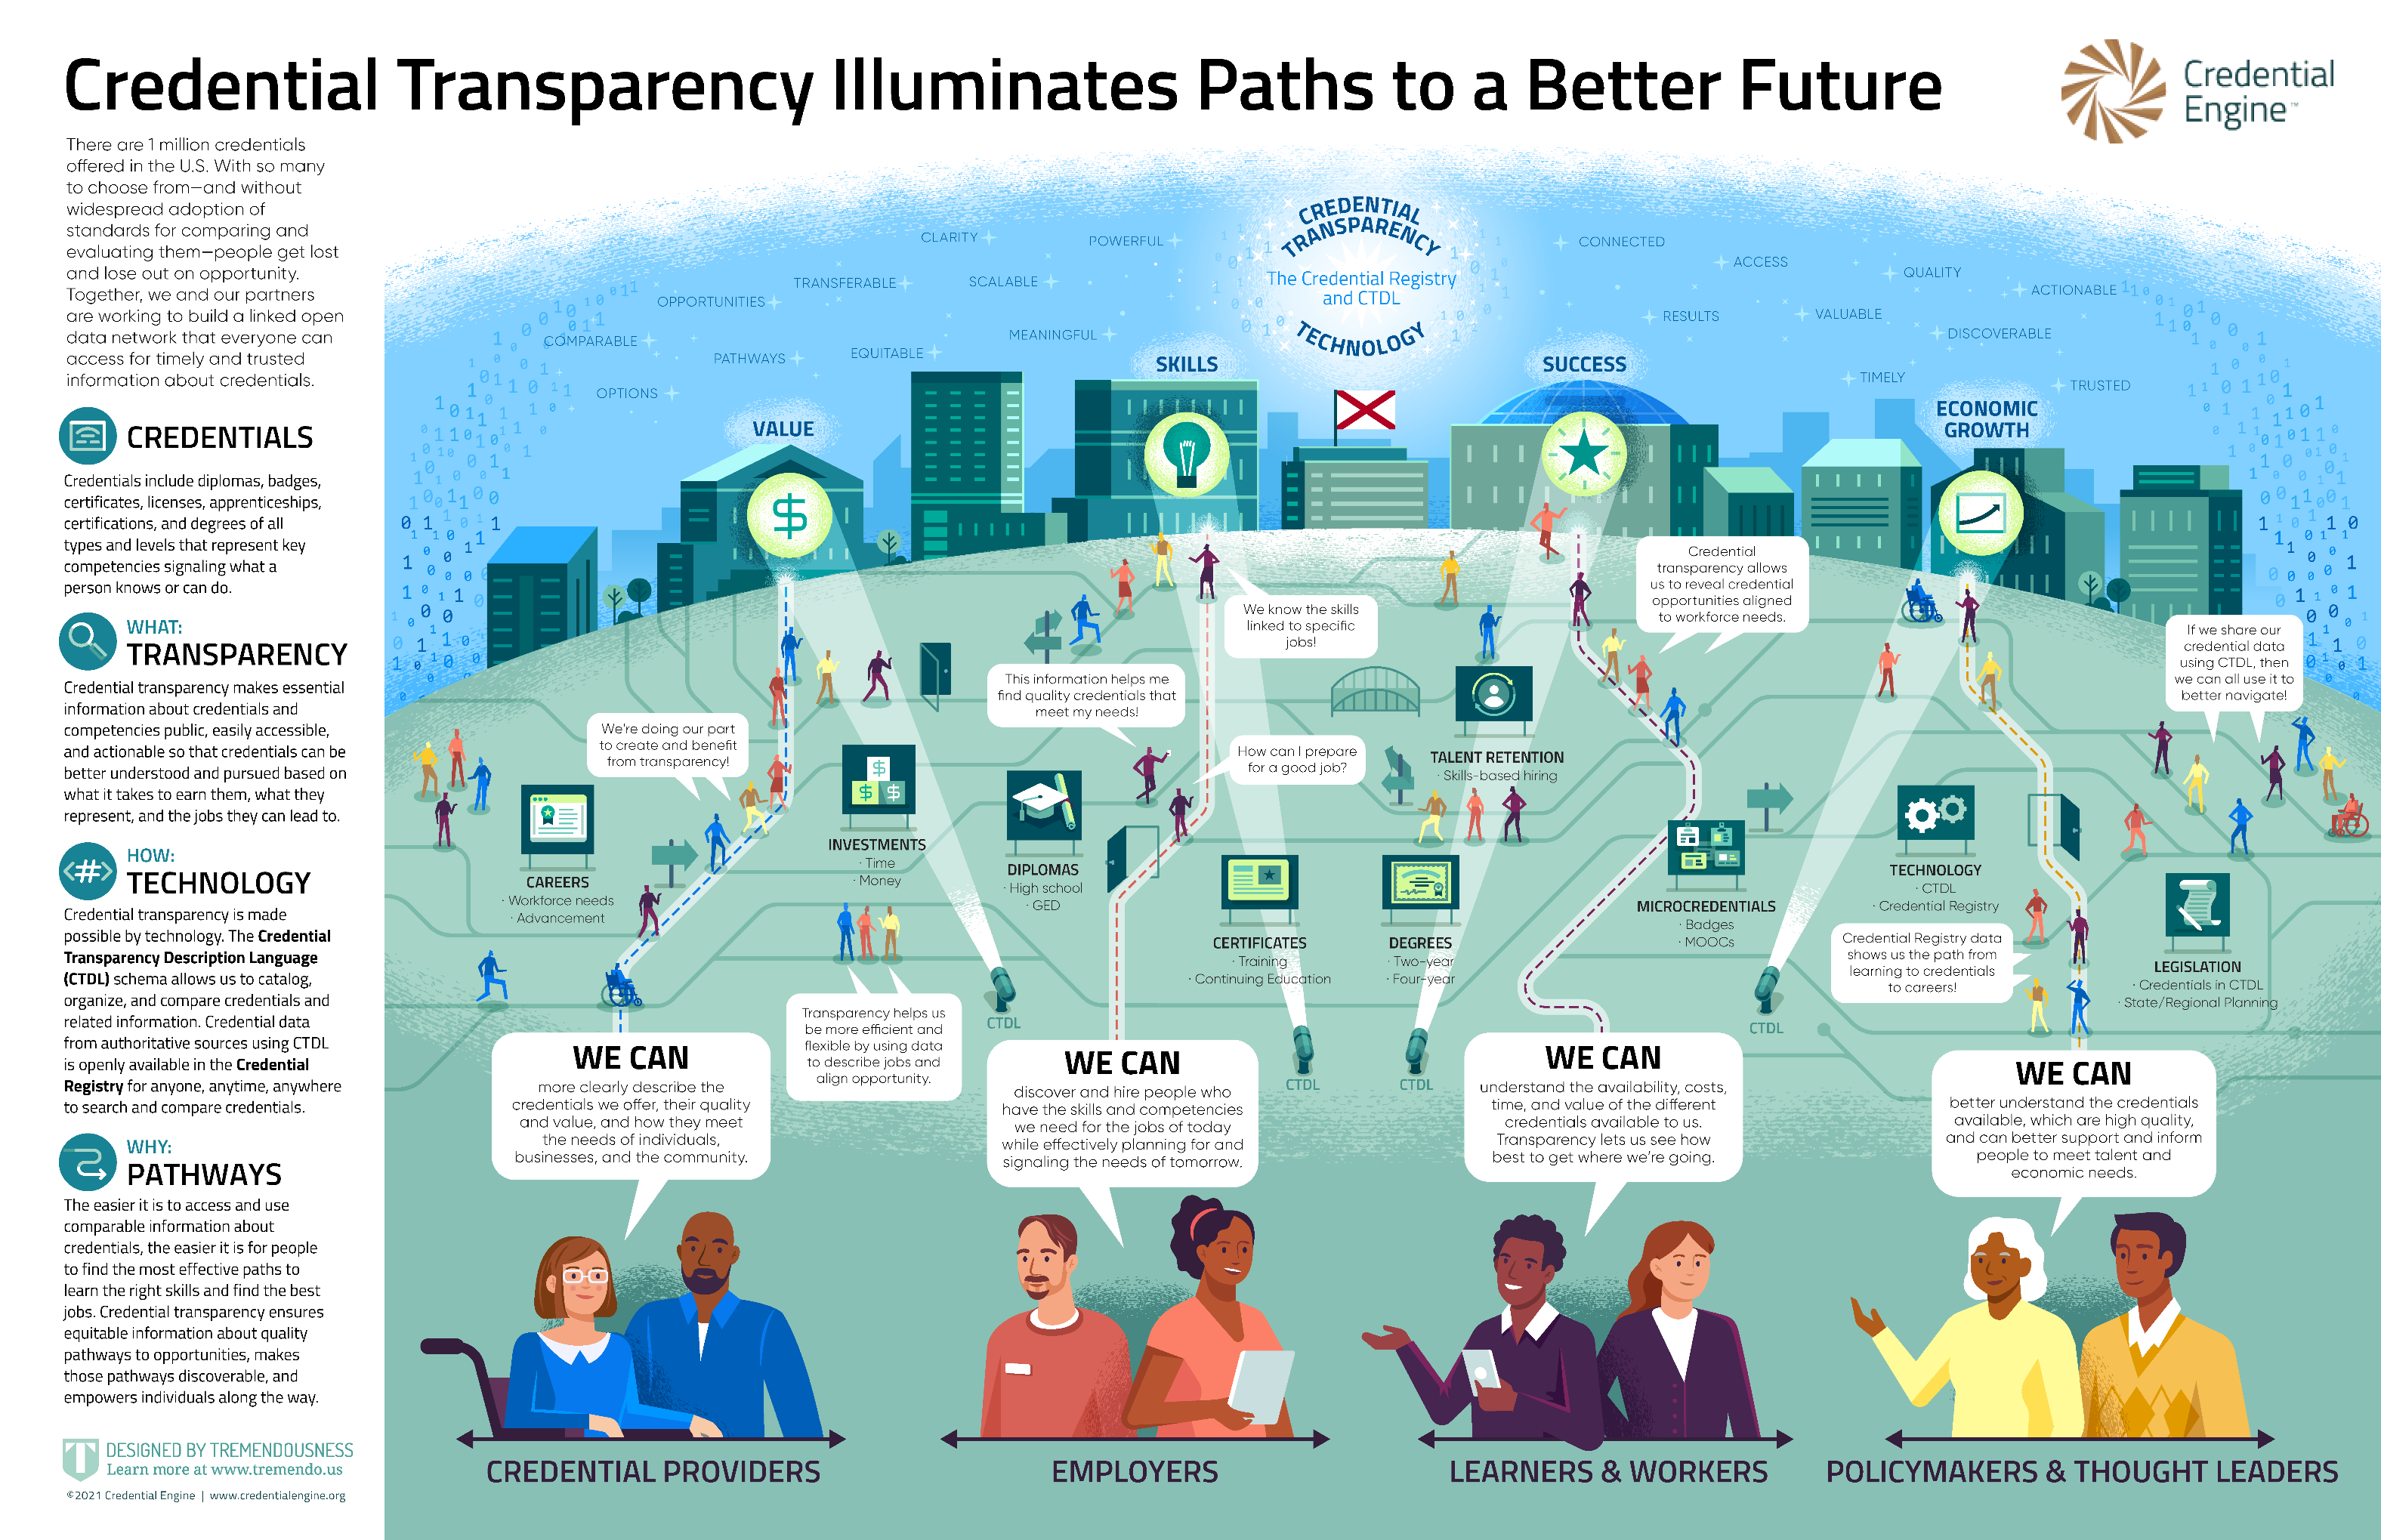 Credential Transparency Illuminates Paths to a Better Future
Credential
Engine™
There are 1 million credentials
offered in the U.S. With so many
to choose from—and without
widespread adoption of
standards for comparing and
evaluating them—people get lost
and lose out on opportunity.
Together, we and our partners
are working to build a linked open
data network that everyone can
access for timely and trusted
information about credentials.
CREDENTIALS
Credentials include diplomas, badges,
certificates, licenses, apprenticeships,
certifications, and degrees of all
types and levels that represent key
competencies signaling what a
person knows or can do.
WHAT:
TRANSPARENCY
Credential transparency makes essential
information about credentials and
competencies public, easily accessible,
and actionable so that credentials can be
better understood and pursued based on
what it takes to earn them, what they
represent, and the jobs they can lead to.
<#>
HOW:
TECHNOLOGY
Credential transparency is made
possible by technology. The Credential
Transparency Description Language
(CTDL) schema allows us to catalog,
organize, and compare credentials and
related information. Credential data
from authoritative sources using CTDL
is openly available in the Credential
Registry for anyone, anytime, anywhere
to search and compare credentials.
WHY:
PATHWAYS
The easier it is to access and use
comparable information about
credentials, the easier it is for people
to find the most effective paths to
learn the right skills and find the best
jobs. Credential transparency ensures
equitable information about quality
pathways to opportunities, makes
those pathways discoverable, and
empowers individuals along the way.
DESIGNED BY TREMENDOUSNESS
Learn more at www.tremendo.us
©2021 Credential Engine | www.credentialengine.org
CREDENTIAL
TRANSPARENCY
The Credential Registry
and CTDL
TECHNOLOGY
CLARITY
POWERFUL
TRANSFERABLE
SCALABLE
OPPORTUNITIES
COMPARABLE
MEANINGFUL
PATHWAYS
EQUITABLE
OPTIONS
CONNECTED
ACCESS
QUALITY
ACTIONABLE
RESULTS
VALUABLE
DISCOVERABLE
TIMELY
TRUSTED
VALUE
$
SKILLS
SUCCESS
ECONOMIC
GROWTH
We're doing our part
to create and benefit
from transparency!
This information helps me
find quality credentials that
meet my needs!
We know the skills
linked to specific
jobs!
How can I prepare
for a good job?
Credential
transparency allows
us to reveal credential
opportunities aligned
to workforce needs.
If we share our
credential data
using CTDL, then
we can all use it to
better navigate!
CAREERS
· Workforce needs
· Advancement
$
$ $
INVESTMENTS
· Time
· Money
DIPLOMAS
· High school
· GED
CERTIFICATES
· Training
· Continuing Education
TALENT RETENTION
· Skills-based hiring
DEGREES
· Two-year
· Four-year
MICROCREDENTIALS
· Badges
· MOOCs
TECHNOLOGY
· CTDL
· Credential Registry
LEGISLATION
· Credentials in CTDL
· State/Regional Planning
Credential Registry data
shows us the path from
learning to credentials
to careers!
Transparency helps us
be more efficient and
flexible by using data
to describe jobs and
align opportunity.
CTDL
CTDL
CTDL
CTDL
WE CAN
more clearly describe the
credentials we offer, their quality
and value, and how they meet
the needs of individuals,
businesses, and the community.
WE CAN
discover and hire people who
have the skills and competencies
we need for the jobs of today
while effectively planning for and
signaling the needs of tomorrow.
WE CAN
understand the availability, costs,
time, and value of the different
credentials available to us.
Transparency lets us see how
best to get where we're going.
WE CAN
better understand the credentials
available, which are high quality,
and can better support and inform
people to meet talent and
economic needs.
CREDENTIAL PROVIDERS
EMPLOYERS
LEARNERS & WORKERS
POLICYMAKERS & THOUGHT LEADERS